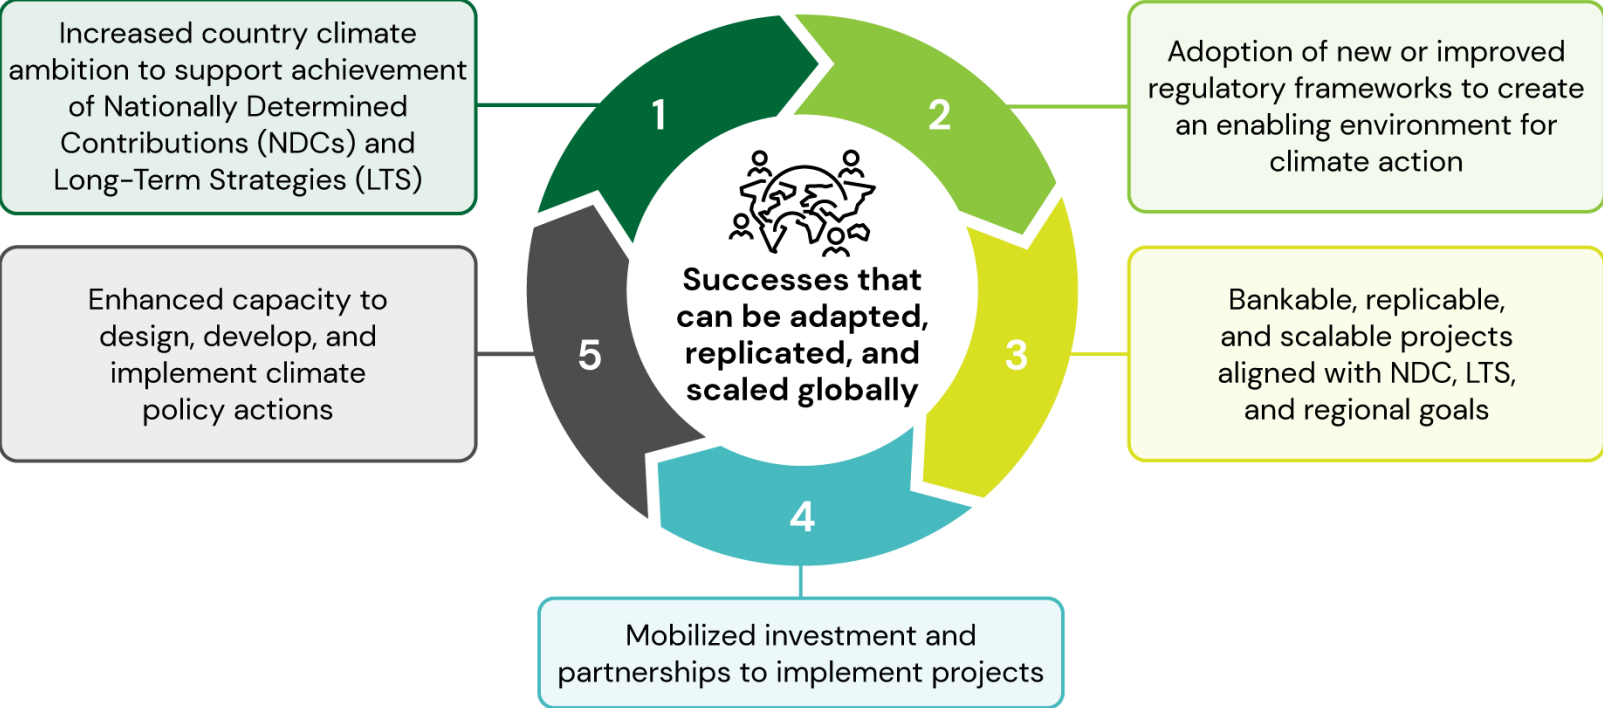 Increased country climate
ambition to support achievement
of Nationally Determined
Contributions (NDCs) and
Long-Term Strategies (LTS)
1
2
Adoption of new or improved
regulatory frameworks to create
an enabling environment for
climate action
Successes that
can be adapted,
replicated, and
scaled globally
Enhanced capacity to
design, develop, and
implement climate
policy actions
5
3
Bankable, replicable,
and scalable projects
aligned with NDC, LTS,
and regional goals
4
Mobilized investment and
partnerships to implement projects